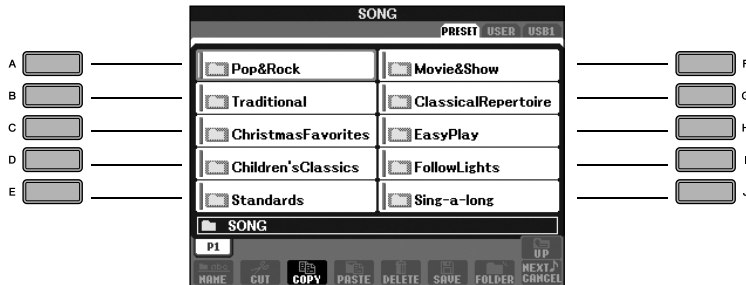 SONG
PRESET USER USB1
A Pop&Rock Movie&Show F
B Traditional ClassicalRepertoire G
C ChristmasFavorites EasyPlay H
D Children'sClassics FollowLights I
E Standards Sing-a-long J
SONG
P1 UP
NAME CUT COPY PASTE DELETE SAVE FOLDER NEXT♪ CANCEL